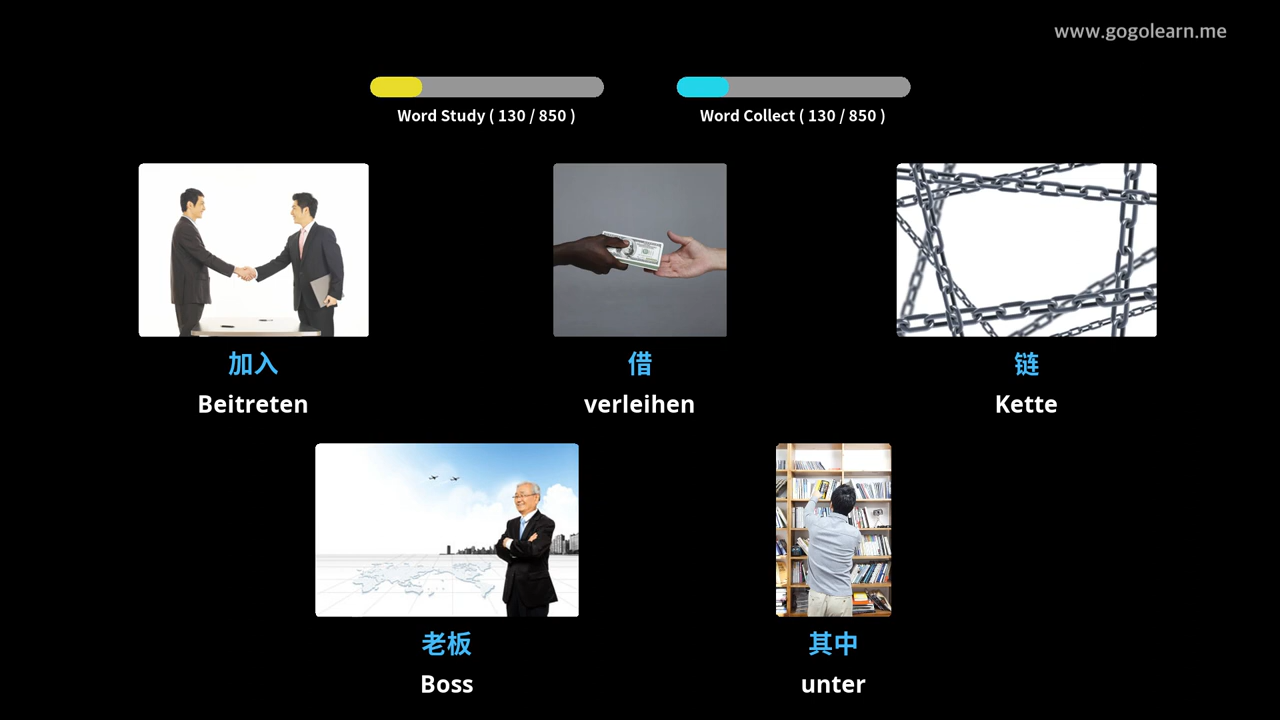 www.gogolearn.me
Word Study ( 130 / 850 )
Word Collect ( 130 / 850 )
加入
Beitreten
借
verleihen
链
Kette
老板
Boss
其中
unter